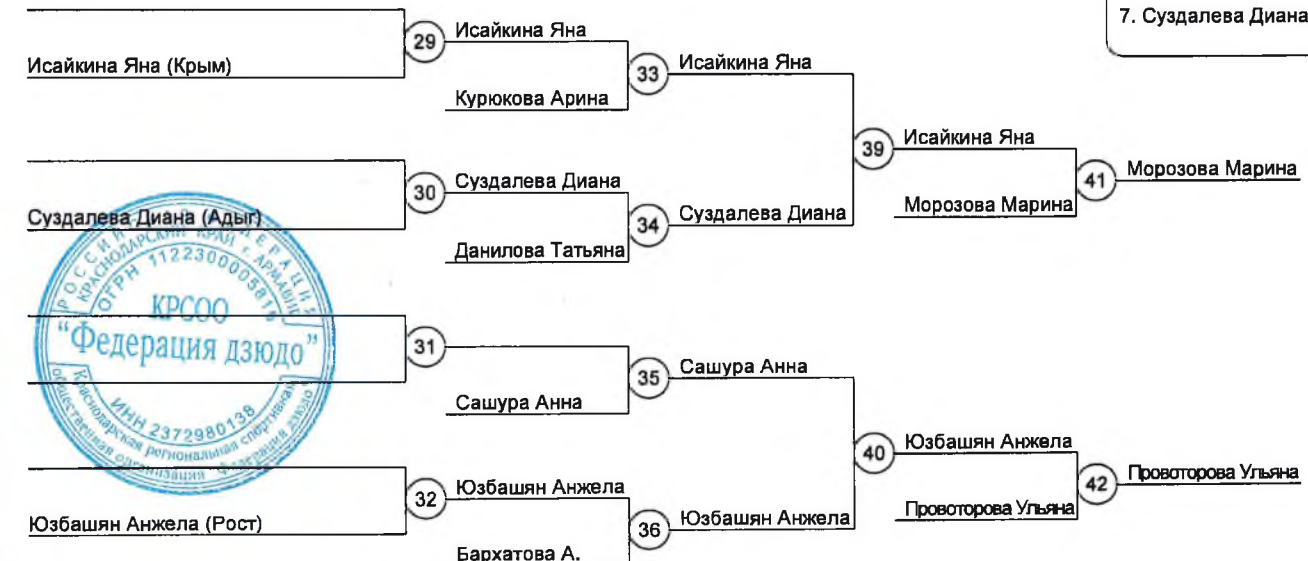 7. Суздалева Диана
29
Исайкина Яна
Исайкина Яна (Крым)
33
Исайкина Яна
Курюкова Арина
39
Исайкина Яна
30
Суздалева Диана
41
Морозова Марина
Суздалева Диана (Адыг)
34
Суздалева Диана
Морозова Марина
Данилова Татьяна
РОССИЙСКАЯ ФЕДЕРАЦИЯ
КРАСНОДАРСКИЙ КРАЙ г. АРМАВИР
ОГРН
КРСОО
"Федерация дзюдо"
ИНН 2372980138
Краснодарская региональная спортивная
общественная организация Федерация дзюдо
31
35
Сашура Анна
Сашура Анна
40
Юзбашян Анжела
32
Юзбашян Анжела
42
Провоторова Ульяна
Юзбашян Анжела (Рост)
36
Юзбашян Анжела
Провоторова Ульяна
Бархатова А.